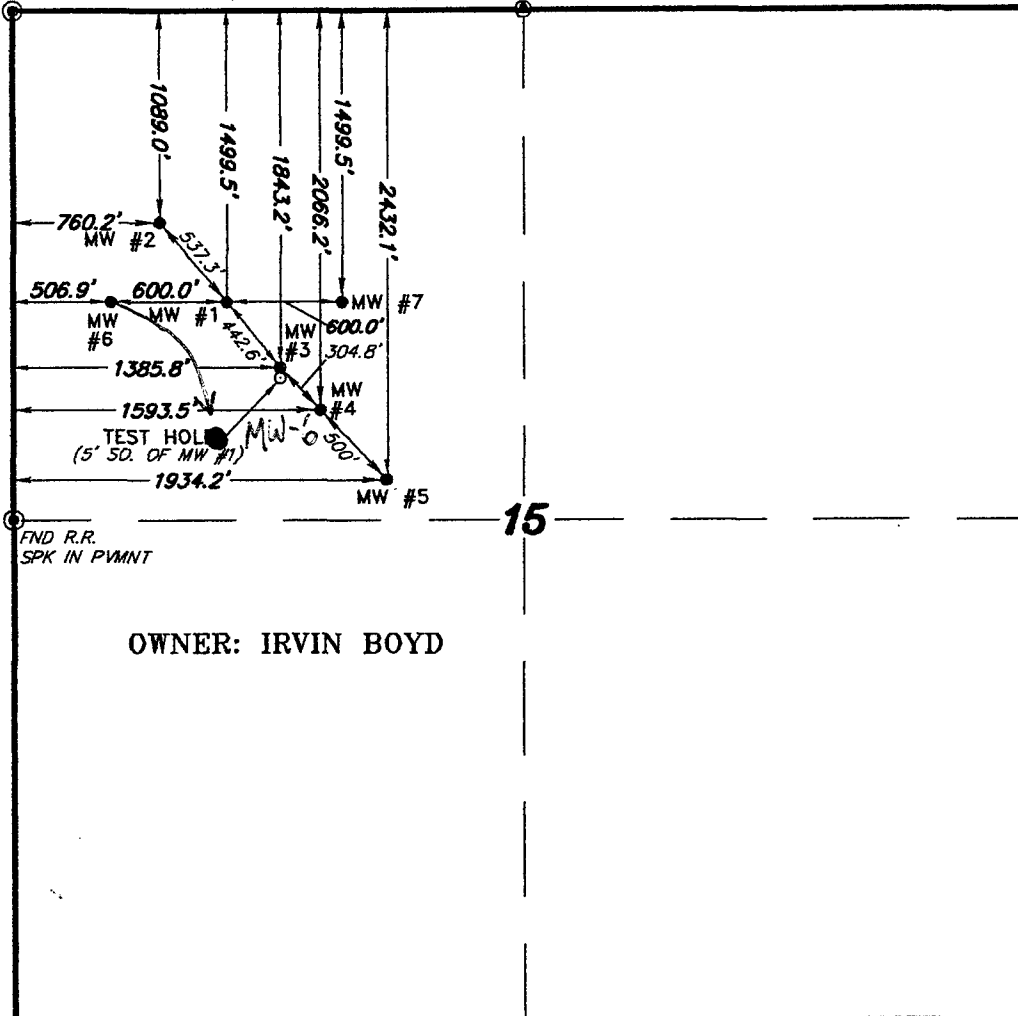 1089.0'
1499.5'
1843.2'
2066.2'
1499.5'
2432.1'
760.2'
MW #2
537.3'
506.9'
600.0'
MW #1
MW #7
MW
#6
442.6'
600.0'
MW
#3
304.8'
1385.8'
MW
#4
1593.5'
TEST HOLE
(5' SO. OF MW #1)
500'
1934.2'
MW #5
15
FND R.R.
SPK IN PVMNT
OWNER: IRVIN BOYD